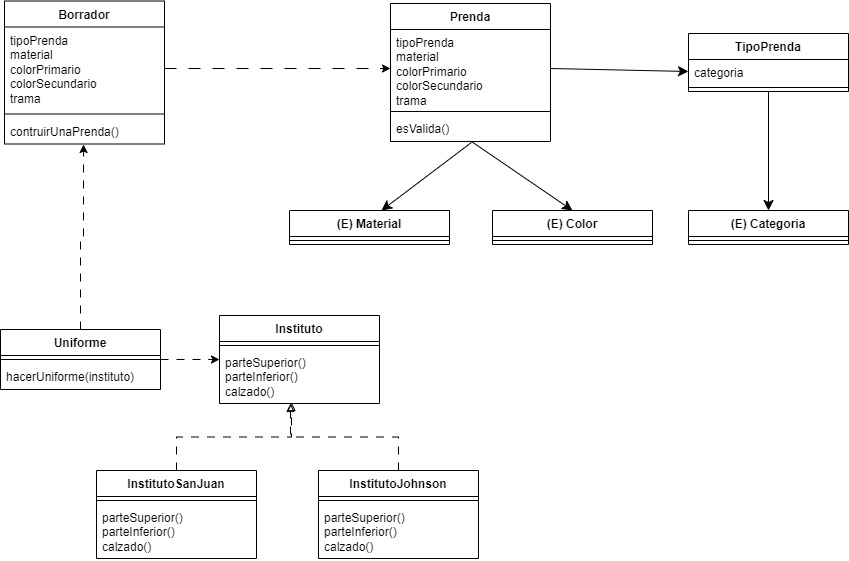 Borrador
tipoPrenda
material
colorPrimario
colorSecundario
trama
contruirUnaPrenda()
Prenda
tipoPrenda
material
colorPrimario
colorSecundario
trama
esValida()
TipoPrenda
categoria
(E) Material
(E) Color
(E) Categoria
Uniforme
hacerUniforme(instituto)
Instituto
parteSuperior()
parteInferior()
calzado()
InstitutoSanJuan
parteSuperior()
parteInferior()
calzado()
InstitutoJohnson
parteSuperior()
parteInferior()
calzado()